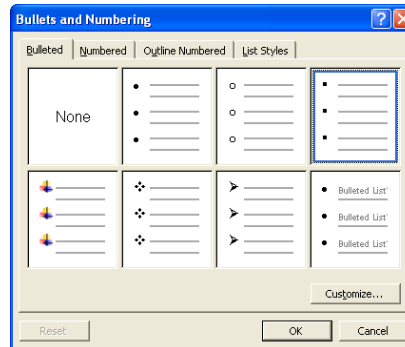 Bullets and Numbering
Bulleted Numbered Outline Numbered List Styles
None
Bulleted List
Bulleted List
Bulleted List
Customize...
Reset OK Cancel